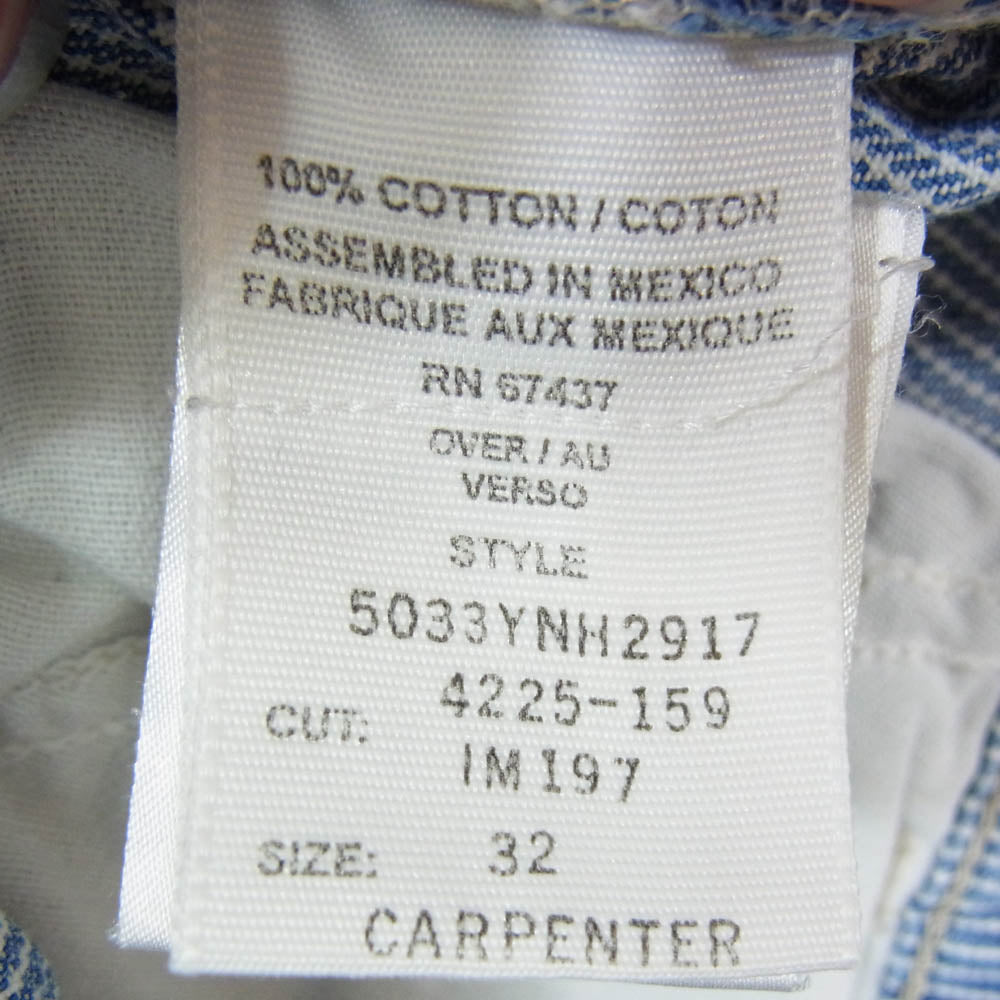 100% COTTON / COTON
ASSEMBLED IN MEXICO
FABRIQUE AUX MEXIQUE
RN 67437
OVER / AU
VERSO
STYLE
5033YNH2917
4225-159
CUT:
IM197
SIZE: 32
CARPENTER